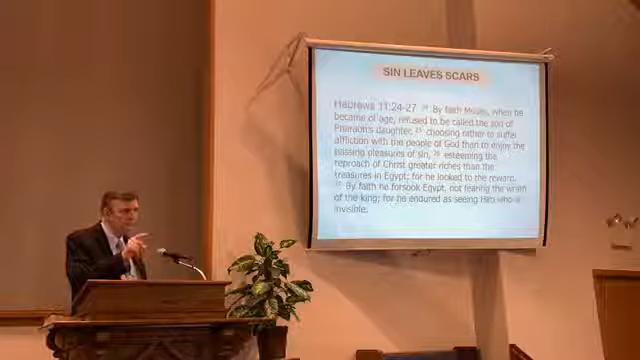 SIN LEAVES SCARS
Hebrews 11:24-27 24 By faith Moses, when he
became of age, refused to be called the son of
Pharaoh's daughter, 25 choosing rather to suffer
affliction with the people of God than to enjoy the
passing pleasures of sin, 26 esteeming the
reproach of Christ greater riches than the
treasures in Egypt; for he looked to the reward.
27 By faith he forsook Egypt, not fearing the wrath
of the king; for he endured as seeing Him who is
invisible.